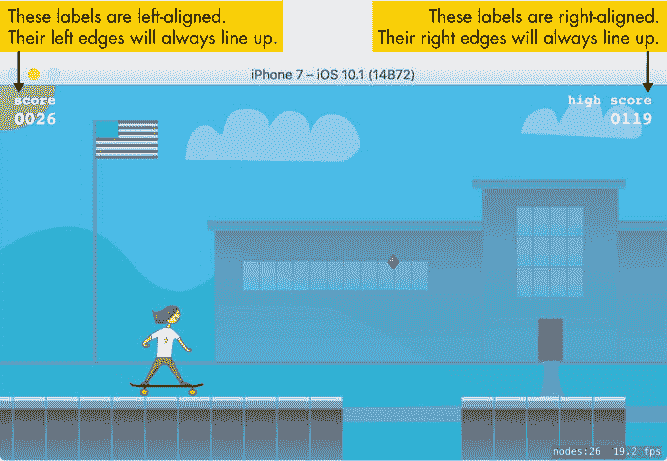 These labels are left-aligned.
Their left edges will always line up.
These labels are right-aligned.
Their right edges will always line up.
iPhone 7 – iOS 10.1 (14B72)
score
0026
high score
0119
nodes:26 19.2 fps